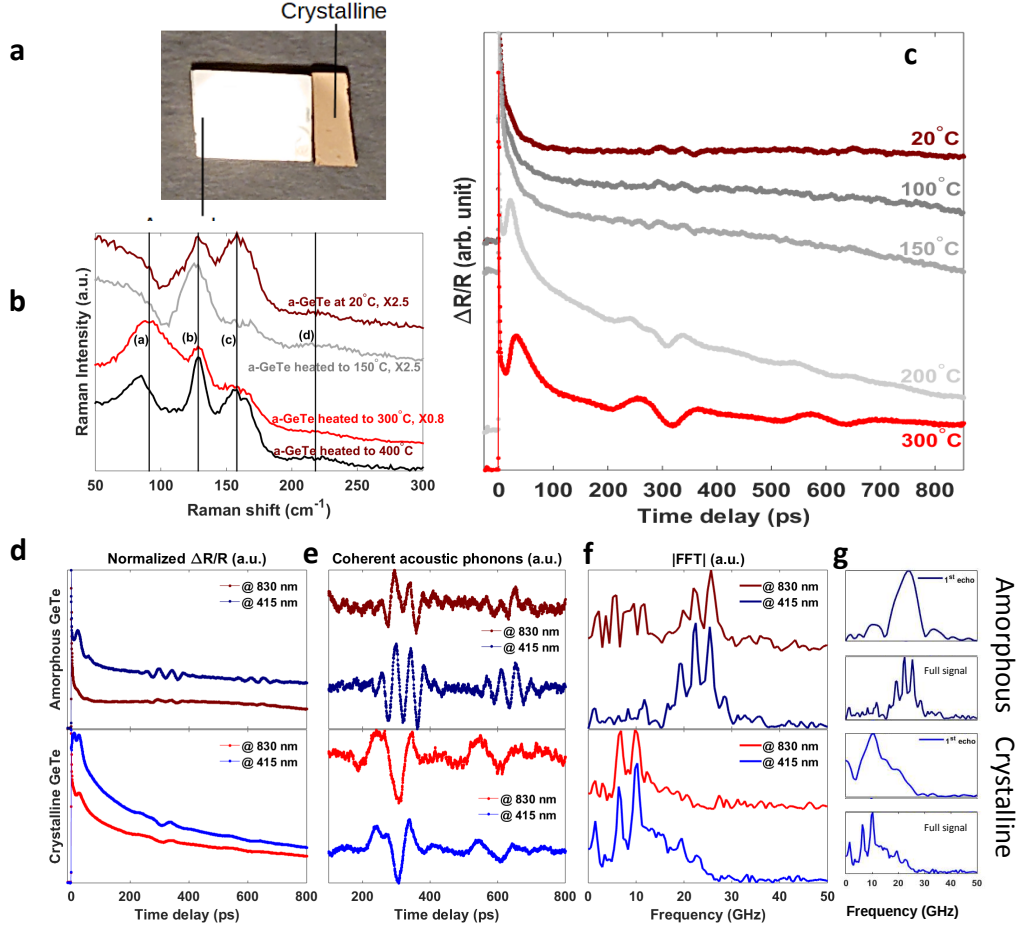 Crystalline
a
c
20°C
100°C
150°C
200°C
300°C
ΔR/R (arb. unit)
0 100 200 300 400 500 600 700 800
Time delay (ps)
b
a-GeTe at 20°C, X2.5
(a) (b) (c) (d)
a-GeTe heated to 150°C, X2.5
a-GeTe heated to 300°C, X0.8
a-GeTe heated to 400°C
Raman Intensity (a.u.)
50 100 150 200 250 300
Raman shift (cm⁻¹)
d
Normalized ΔR/R (a.u.)
@ 830 nm
@ 415 nm
Amorphous GeTe
@ 830 nm
@ 415 nm
Crystalline GeTe
0 200 400 600 800
Time delay (ps)
e
Coherent acoustic phonons (a.u.)
@ 830 nm
@ 415 nm
@ 830 nm
@ 415 nm
200 400 600 800
Time delay (ps)
f
|FFT| (a.u.)
@ 830 nm
@ 415 nm
@ 830 nm
@ 415 nm
0 10 20 30 40 50
Frequency (GHz)
g
1st echo
Full signal
Amorphous
1st echo
Full signal
Crystalline
0 10 20 30 40 50
Frequency (GHz)